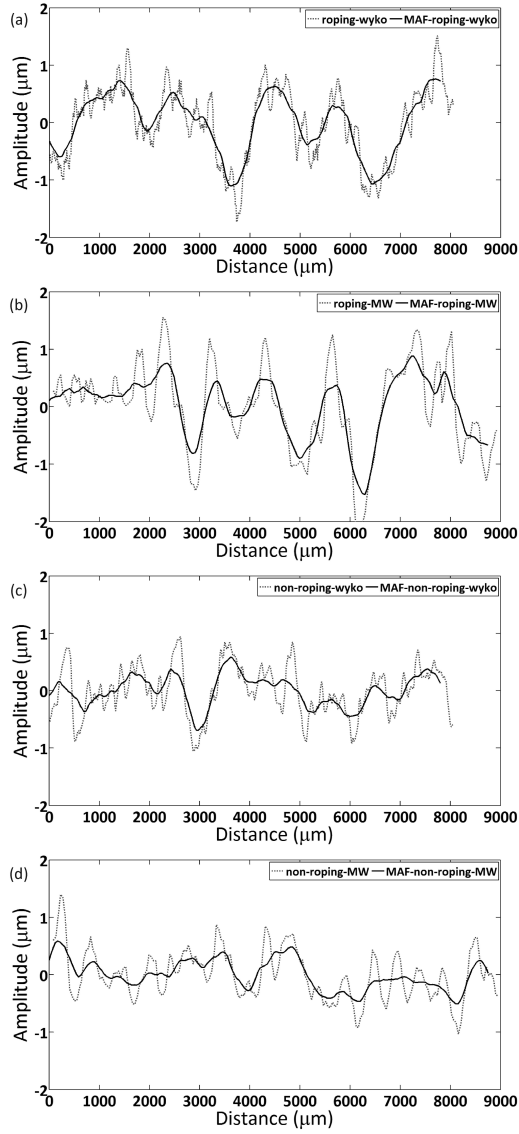 (a)
roping-wyko MAF-roping-wyko
2
1
0
-1
-2
Amplitude (μm)
0 1000 2000 3000 4000 5000 6000 7000 8000 9000
Distance (μm)
(b)
roping-MW MAF-roping-MW
2
1
0
-1
-2
Amplitude (μm)
0 1000 2000 3000 4000 5000 6000 7000 8000 9000
Distance (μm)
(c)
non-roping-wyko MAF-non-roping-wyko
2
1
0
-1
-2
Amplitude (μm)
0 1000 2000 3000 4000 5000 6000 7000 8000 9000
Distance (μm)
(d)
non-roping-MW MAF-non-roping-MW
2
1
0
-1
-2
Amplitude (μm)
0 1000 2000 3000 4000 5000 6000 7000 8000 9000
Distance (μm)